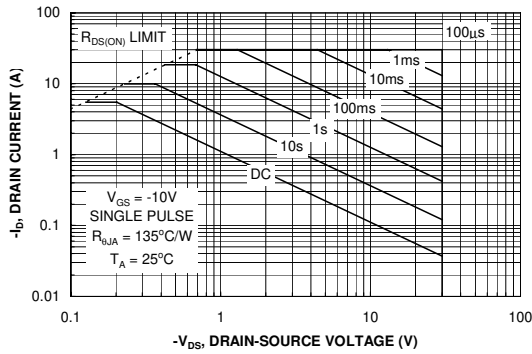 100
10
1
0.1
0.01
-I_D, DRAIN CURRENT (A)
R_DS(ON) LIMIT
100µs
1ms
10ms
100ms
1s
10s
DC
V_GS = -10V
SINGLE PULSE
R_θJA = 135°C/W
T_A = 25°C
0.1
1
10
100
-V_DS, DRAIN-SOURCE VOLTAGE (V)